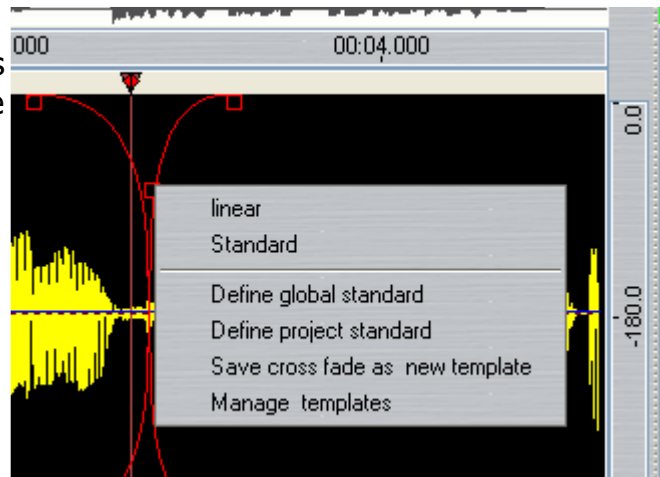 000 00:04.000
s
e
0.0
linear
Standard
Define global standard
-180.0
Define project standard
Save cross fade as new template
Manage templates